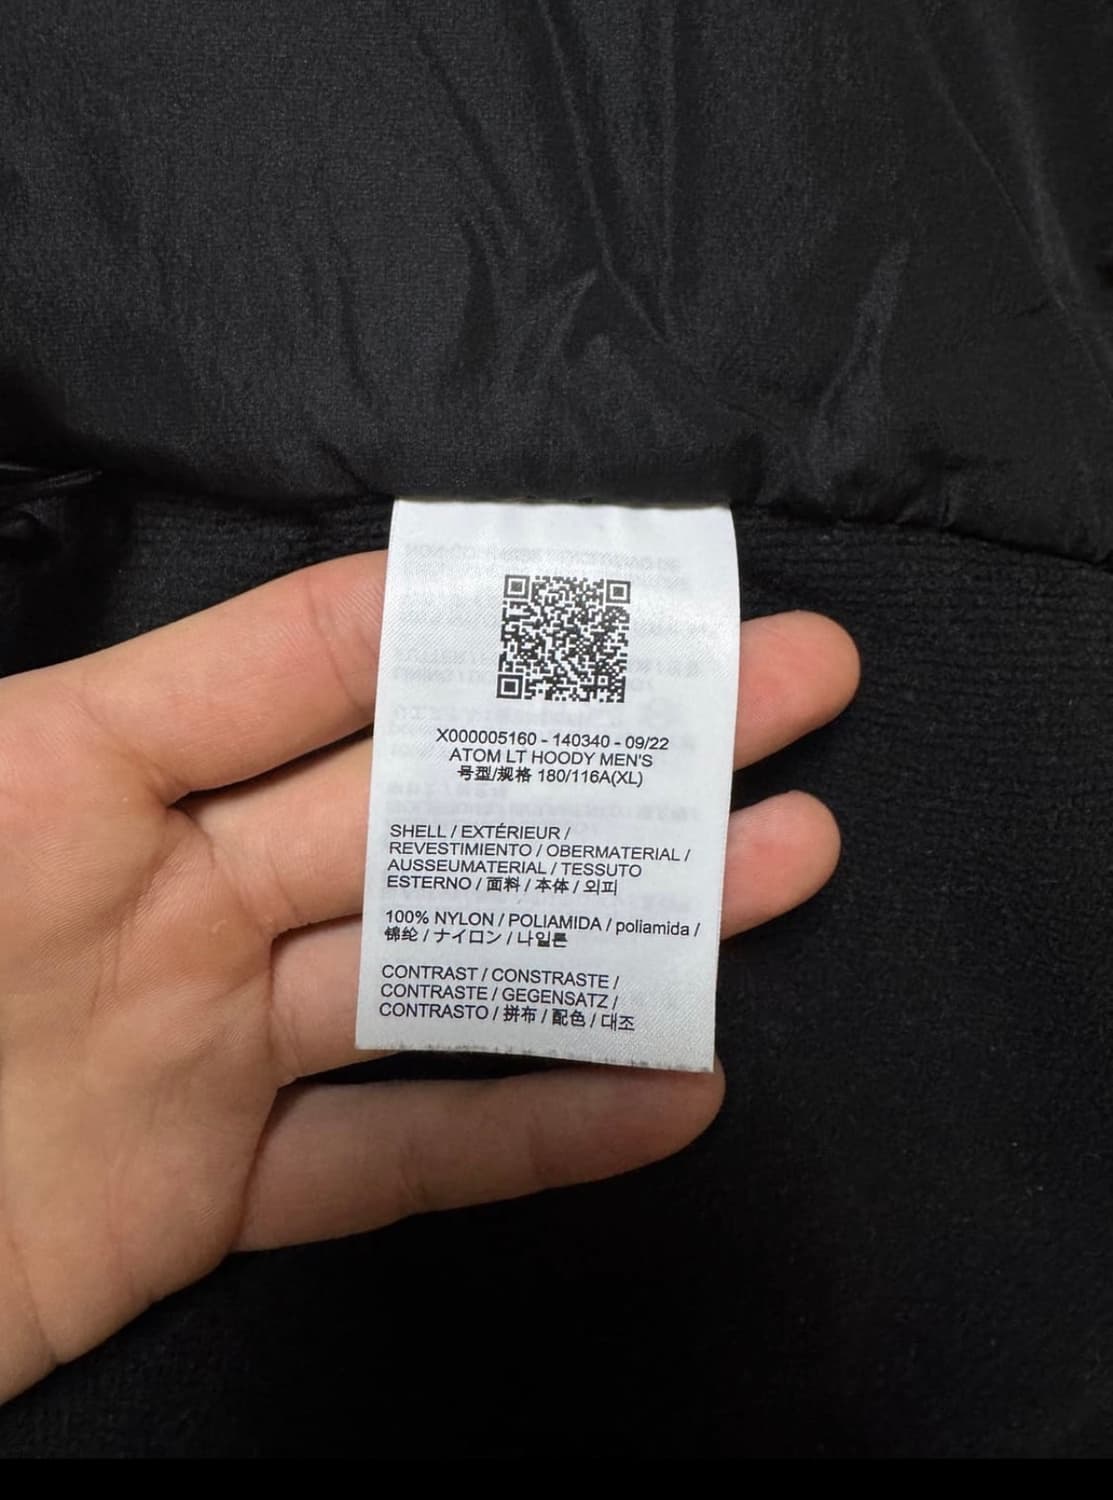 X000005160 - 140340 - 09/22
ATOM LT HOODY MEN'S
号型/规格 180/116A(XL)
SHELL / EXTÉRIEUR /
REVESTIMIENTO / OBERMATERIAL /
AUSSEUMATERIAL / TESSUTO
ESTERNO / 面料 / 本体 / 외피
100% NYLON / POLIAMIDA / poliamida /
锦纶 / ナイロン / 나일론
CONTRAST / CONSTRASTE /
CONTRASTE / GEGENSATZ /
CONTRASTO / 拼布 / 配色 / 대조